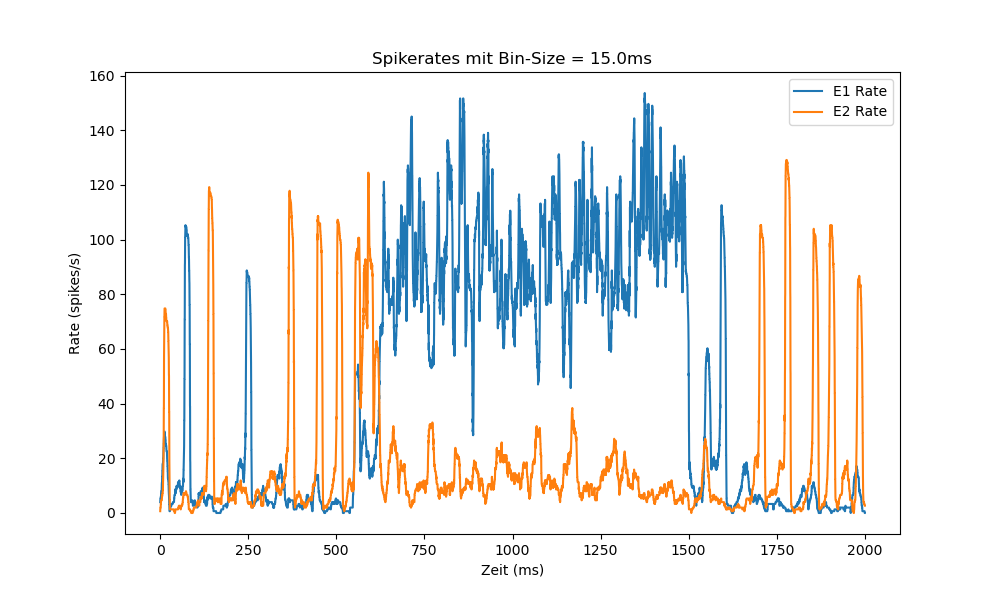 Spikerates mit Bin-Size = 15.0ms
E1 Rate
E2 Rate
Rate (spikes/s)
160
140
120
100
80
60
40
20
0
0 250 500 750 1000 1250 1500 1750 2000
Zeit (ms)